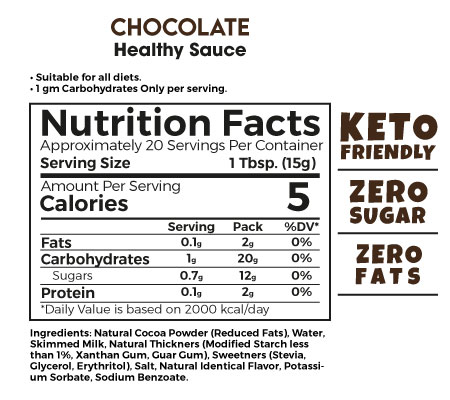 CHOCOLATE
Healthy Sauce
• Suitable for all diets.
• 1 gm Carbohydrates Only per serving.
Nutrition Facts
Approximately 20 Servings Per Container
Serving Size 1 Tbsp. (15g)
Amount Per Serving
Calories 5
Serving Pack %DV*
Fats 0.1g 2g 0%
Carbohydrates 1g 20g 0%
Sugars 0.7g 12g 0%
Protein 0.1g 2g 0%
*Daily Value is based on 2000 kcal/day
KETO
FRIENDLY
ZERO
SUGAR
ZERO
FATS
Ingredients: Natural Cocoa Powder (Reduced Fats), Water,
Skimmed Milk, Natural Thickners (Modified Starch less
than 1%, Xanthan Gum, Guar Gum), Sweetners (Stevia,
Glycerol, Erythritol), Salt, Natural Identical Flavor, Potassi-
um Sorbate, Sodium Benzoate.